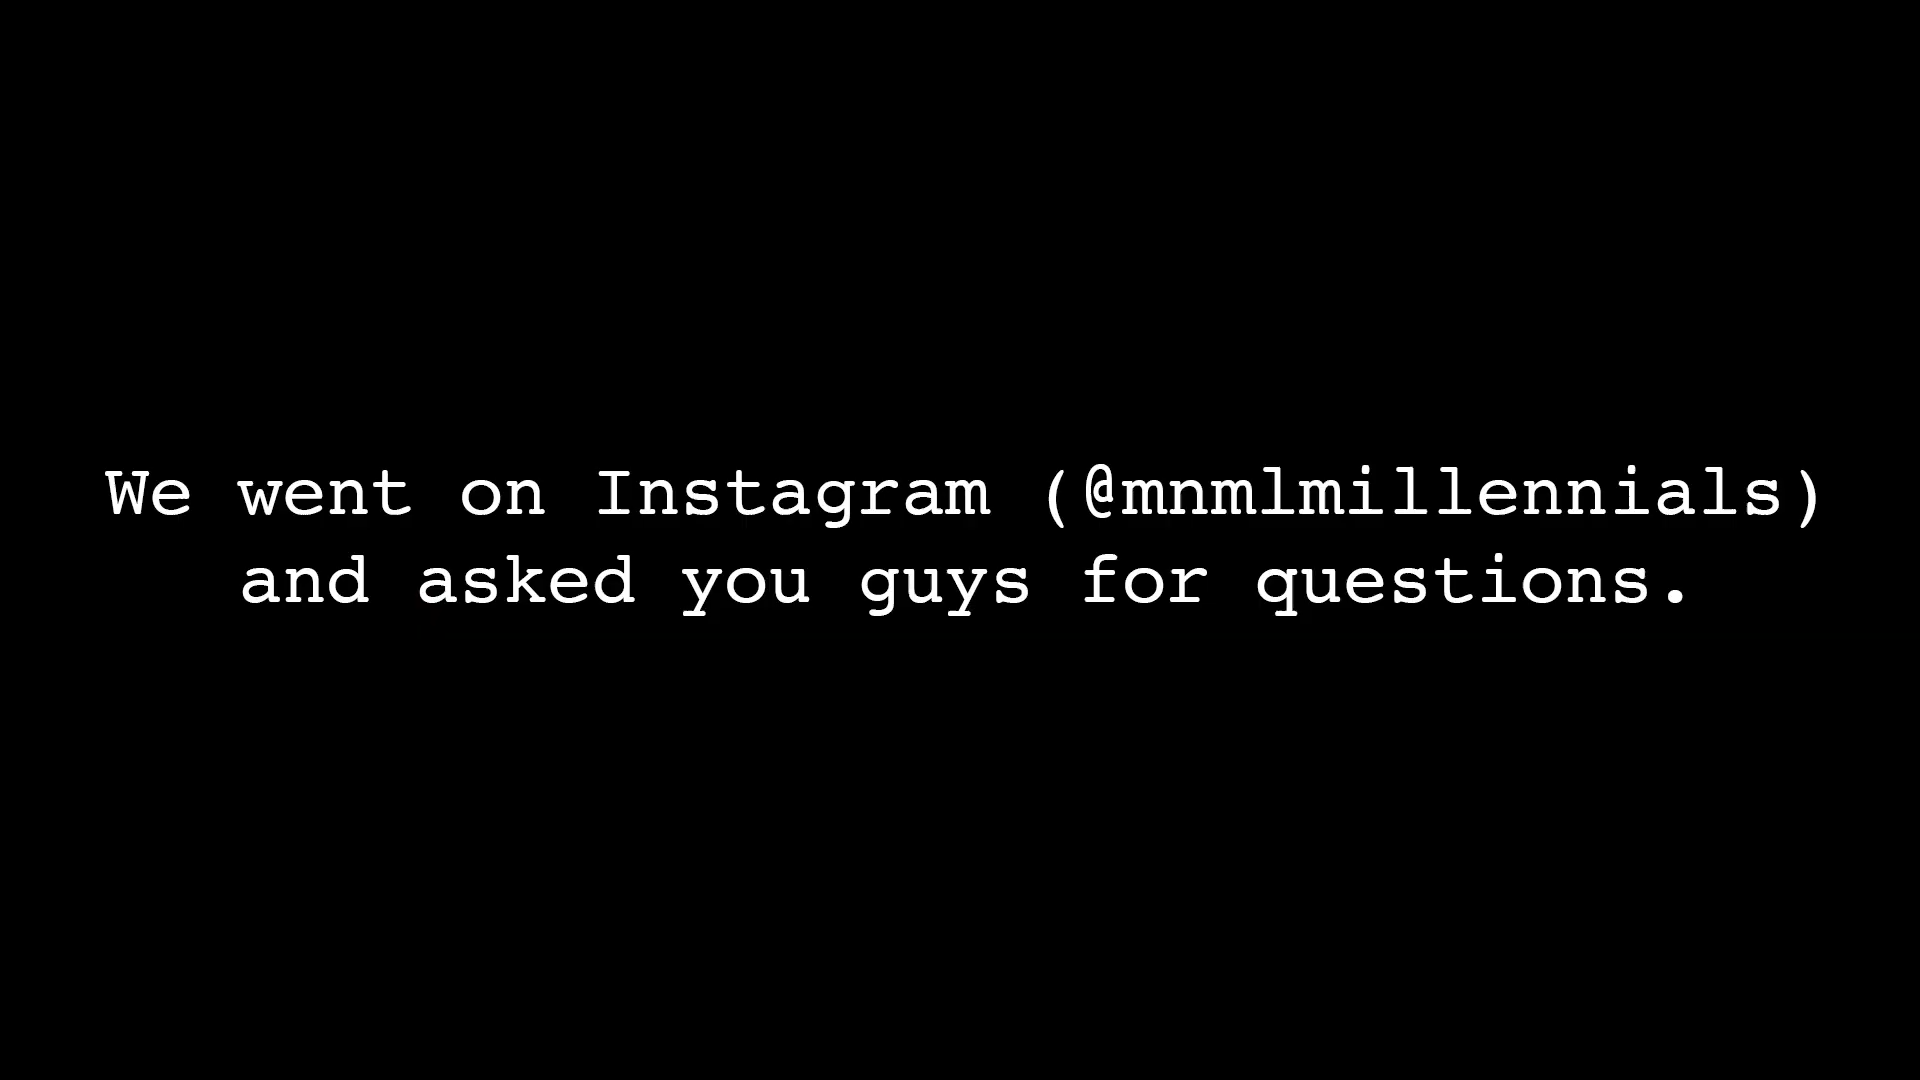 We went on Instagram (@mnmlmillennials)
and asked you guys for questions.